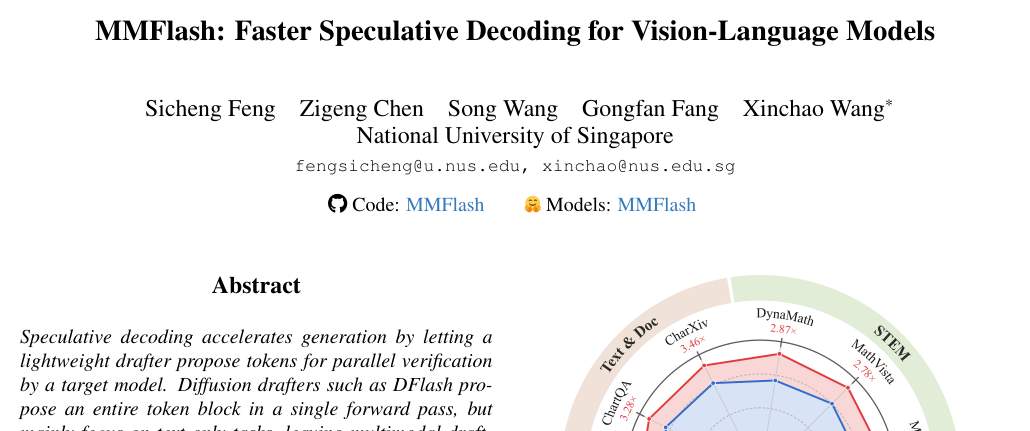 MMFlash: Faster Speculative Decoding for Vision-Language Models
Sicheng Feng Zigeng Chen Song Wang Gongfan Fang Xinchao Wang*
National University of Singapore
fengsicheng@u.nus.edu, xinchao@nus.edu.sg
Code: MMFlash Models: MMFlash
Abstract
Speculative decoding accelerates generation by letting a
lightweight drafter propose tokens for parallel verification
by a target model. Diffusion drafters such as DFlash pro-
pose an entire token block in a single forward pass, but
Text & Doc
STEM
CharXiv
3.46×
DynaMath
2.87×
MathVista
2.78×
ChartQA
3.28×